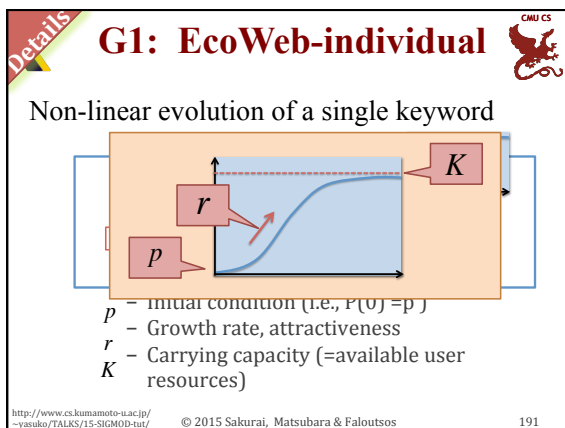 Details
CMU CS
G1: EcoWeb-individual
Non-linear evolution of a single keyword
K
r
p
p – Initial condition (i.e., P(0) =p )
r – Growth rate, attractiveness
K – Carrying capacity (=available user
resources)
http://www.cs.kumamoto-u.ac.jp/
~yasuko/TALKS/15-SIGMOD-tut/
© 2015 Sakurai, Matsubara & Faloutsos
191